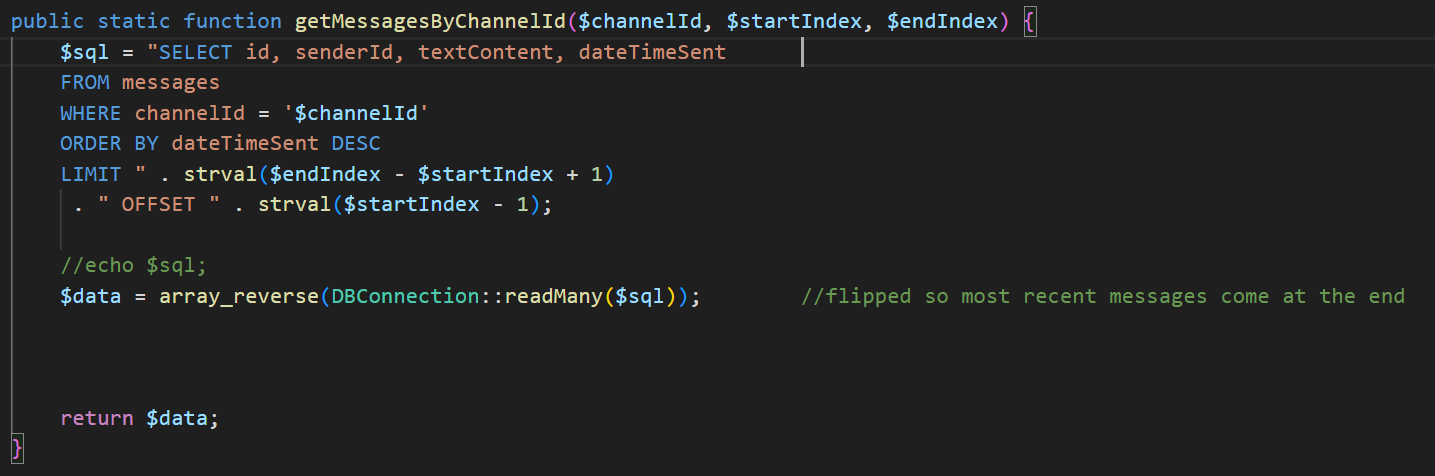 public static function getMessagesByChannelId($channelId, $startIndex, $endIndex) {
    $sql = "SELECT id, senderId, textContent, dateTimeSent
    FROM messages
    WHERE channelId = '$channelId'
    ORDER BY dateTimeSent DESC
    LIMIT " . strval($endIndex - $startIndex + 1)
     . " OFFSET " . strval($startIndex - 1);
    //echo $sql;
    $data = array_reverse(DBConnection::readMany($sql));        //flipped so most recent messages come at the end
    return $data;
}